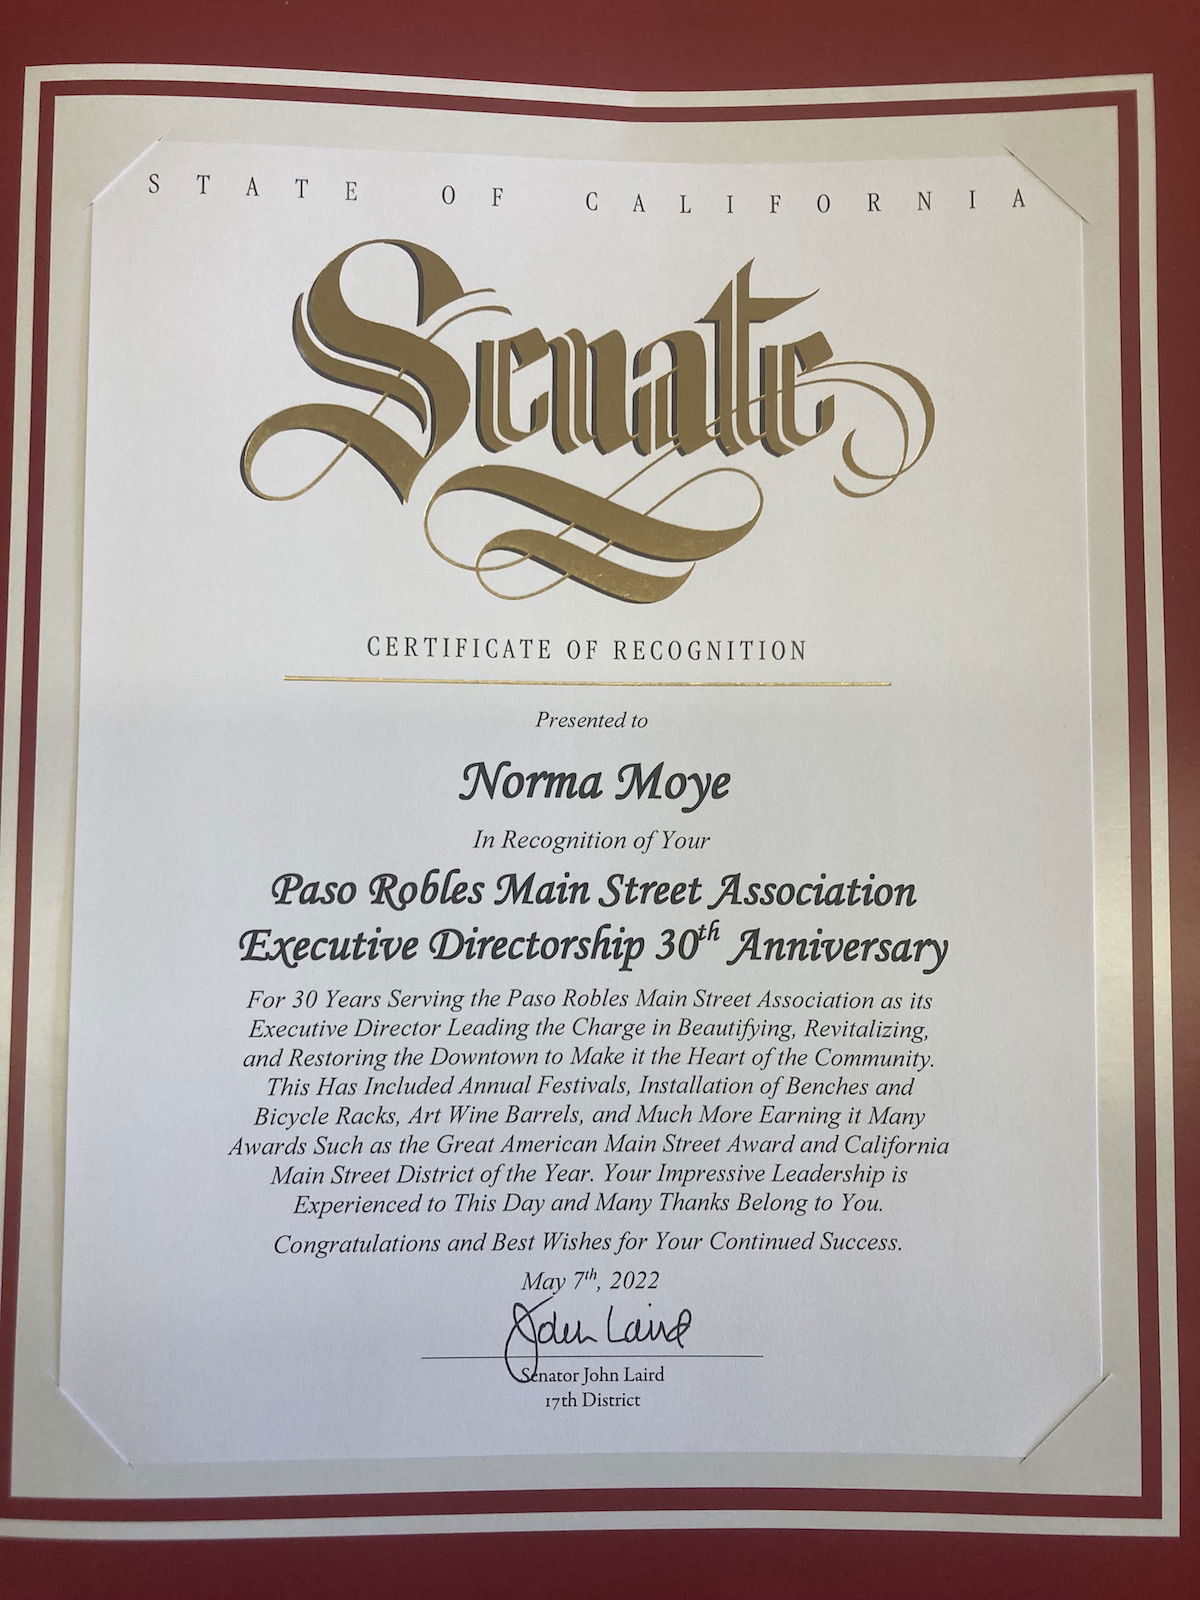 STATE OF CALIFORNIA
Senate
CERTIFICATE OF RECOGNITION
Presented to
Norma Moye
In Recognition of Your
Paso Robles Main Street Association
Executive Directorship 30th Anniversary
For 30 Years Serving the Paso Robles Main Street Association as its
Executive Director Leading the Charge in Beautifying, Revitalizing,
and Restoring the Downtown to Make it the Heart of the Community.
This Has Included Annual Festivals, Installation of Benches and
Bicycle Racks, Art Wine Barrels, and Much More Earning it Many
Awards Such as the Great American Main Street Award and California
Main Street District of the Year. Your Impressive Leadership is
Experienced to This Day and Many Thanks Belong to You.
Congratulations and Best Wishes for Your Continued Success.
May 7th, 2022
John Laird
Senator John Laird
17th District